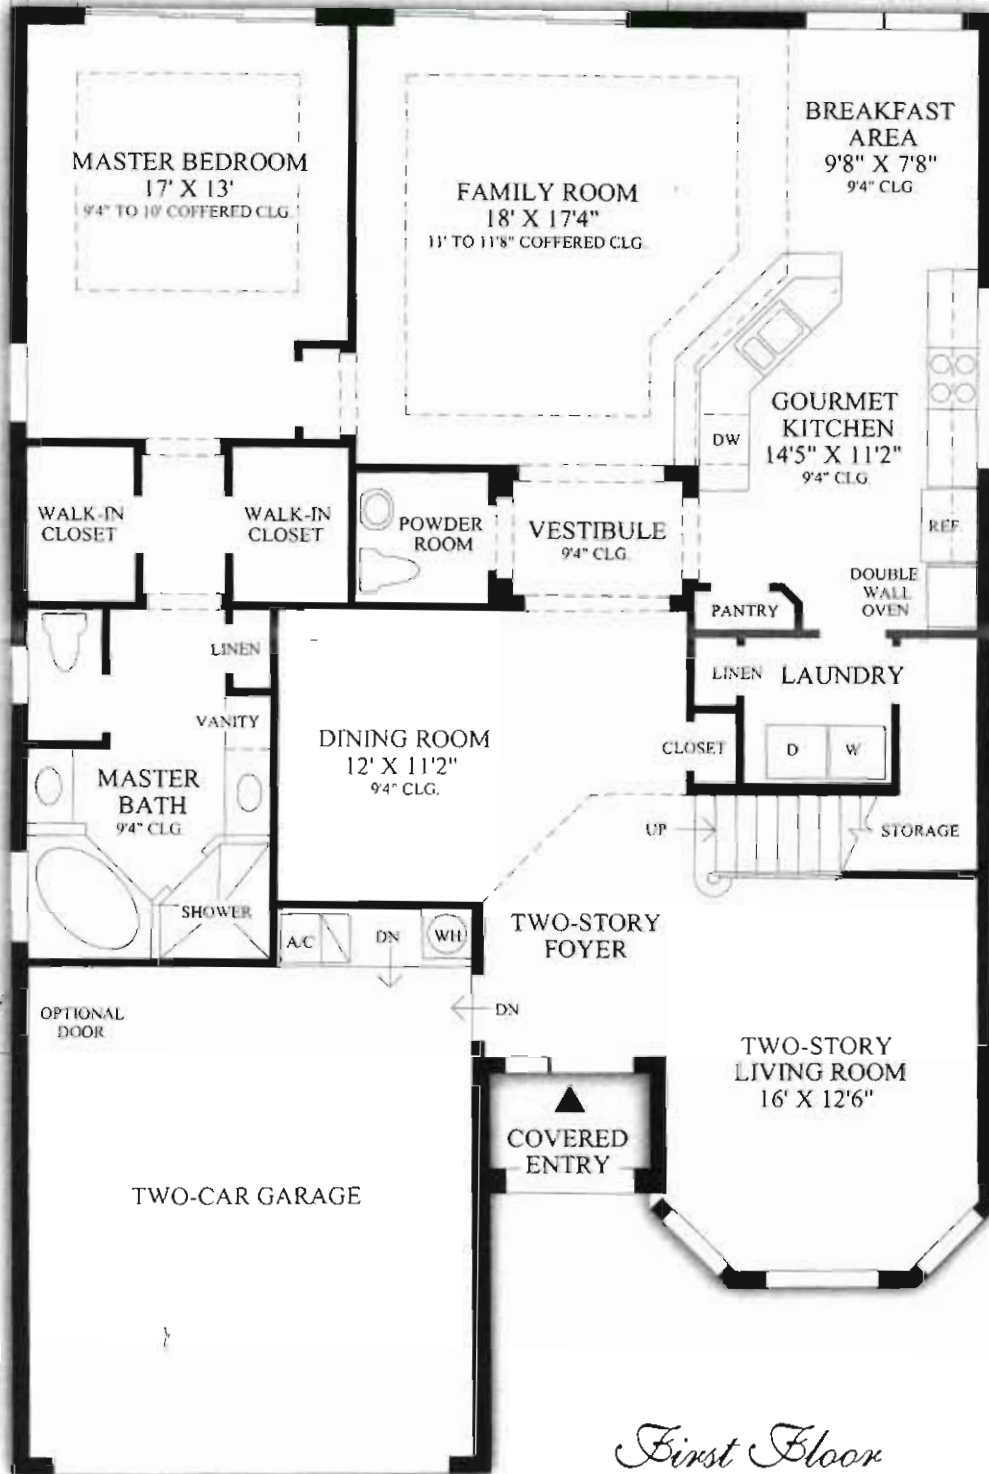 MASTER BEDROOM
17' X 13'
9'4" TO 10' COFFERED CLG.
FAMILY ROOM
18' X 17'4"
11' TO 11'8" COFFERED CLG.
BREAKFAST
AREA
9'8" X 7'8"
9'4" CLG
GOURMET
KITCHEN
14'5" X 11'2"
9'4" CLG.
DW
REF.
DOUBLE
WALL
OVEN
PANTRY
WALK-IN
CLOSET
WALK-IN
CLOSET
POWDER
ROOM
VESTIBULE
9'4" CLG.
LINEN
VANITY
MASTER
BATH
9'4" CLG.
SHOWER
DINING ROOM
12' X 11'2"
9'4" CLG.
LINEN
LAUNDRY
CLOSET
D
W
UP
STORAGE
A/C
DN
WH
TWO-STORY
FOYER
DN
OPTIONAL
DOOR
TWO-STORY
LIVING ROOM
16' X 12'6"
COVERED
ENTRY
TWO-CAR GARAGE
First Floor